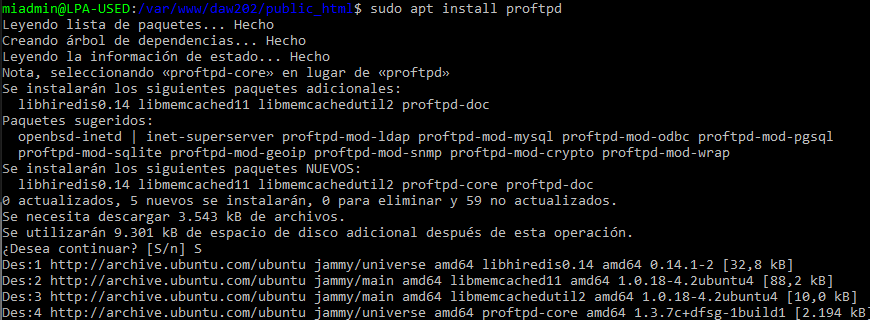 miadmin@LPA-USED:/var/www/daw202/public_html$ sudo apt install proftpd
Leyendo lista de paquetes... Hecho
Creando árbol de dependencias... Hecho
Leyendo la información de estado... Hecho
Nota, seleccionando «proftpd-core» en lugar de «proftpd»
Se instalarán los siguientes paquetes adicionales:
  libhiredis0.14 libmemcached11 libmemcachedutil2 proftpd-doc
Paquetes sugeridos:
  openbsd-inetd | inet-superserver proftpd-mod-ldap proftpd-mod-mysql proftpd-mod-odbc proftpd-mod-pgsql
  proftpd-mod-sqlite proftpd-mod-geoip proftpd-mod-snmp proftpd-mod-crypto proftpd-mod-wrap
Se instalarán los siguientes paquetes NUEVOS:
  libhiredis0.14 libmemcached11 libmemcachedutil2 proftpd-core proftpd-doc
0 actualizados, 5 nuevos se instalarán, 0 para eliminar y 59 no actualizados.
Se necesita descargar 3.543 kB de archivos.
Se utilizarán 9.301 kB de espacio de disco adicional después de esta operación.
¿Desea continuar? [S/n] S
Des:1 http://archive.ubuntu.com/ubuntu jammy/universe amd64 libhiredis0.14 amd64 0.14.1-2 [32,8 kB]
Des:2 http://archive.ubuntu.com/ubuntu jammy/main amd64 libmemcached11 amd64 1.0.18-4.2ubuntu4 [88,2 kB]
Des:3 http://archive.ubuntu.com/ubuntu jammy/main amd64 libmemcachedutil2 amd64 1.0.18-4.2ubuntu4 [10,0 kB]
Des:4 http://archive.ubuntu.com/ubuntu jammy/universe amd64 proftpd-core amd64 1.3.7c+dfsg-1build1 [2.194 kB]